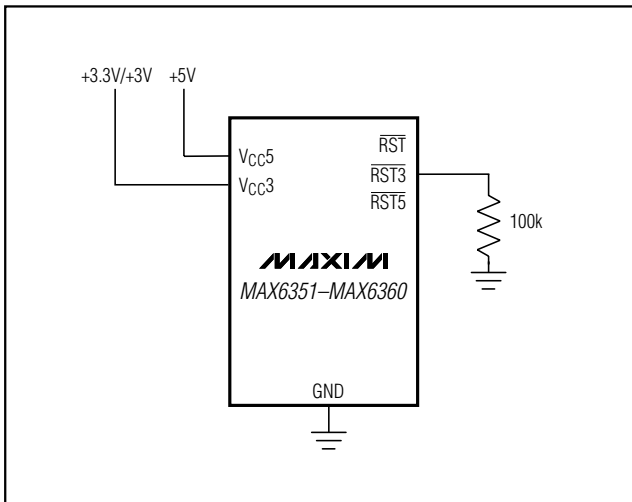 +3.3V/+3V +5V
VCC5
VCC3
RST
RST3
RST5
100k
MAXIM
MAX6351–MAX6360
GND